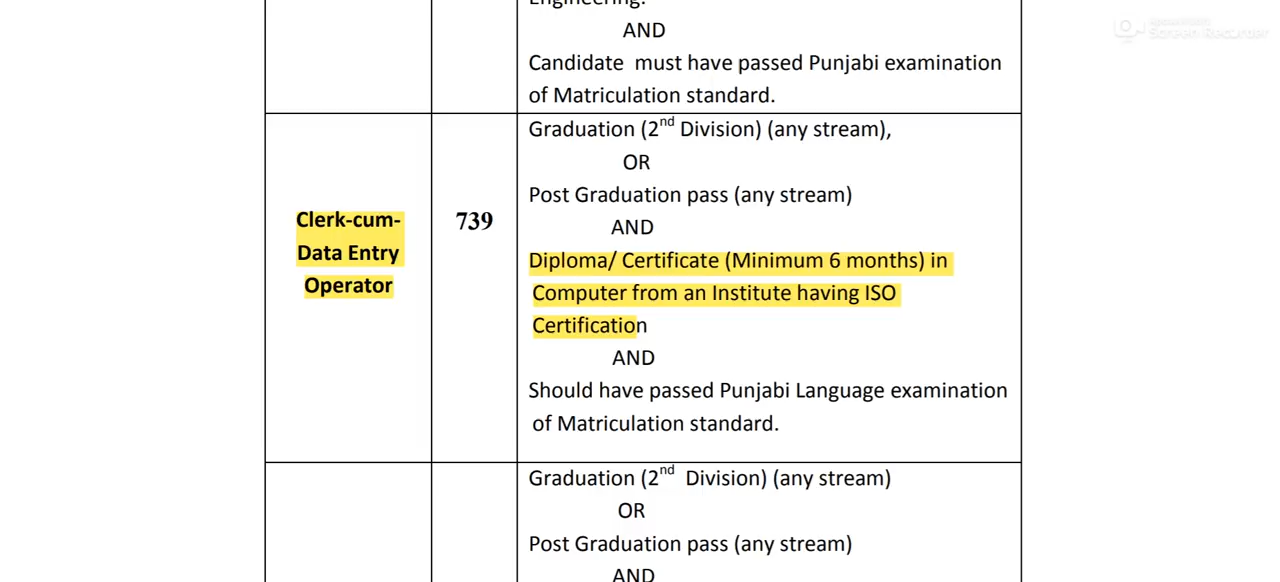 Engineering.
AND
Candidate must have passed Punjabi examination
of Matriculation standard.
Clerk-cum-
Data Entry
Operator
739
Graduation (2nd Division) (any stream),
OR
Post Graduation pass (any stream)
AND
Diploma/ Certificate (Minimum 6 months) in
Computer from an Institute having ISO
Certification
AND
Should have passed Punjabi Language examination
of Matriculation standard.
Graduation (2nd Division) (any stream)
OR
Post Graduation pass (any stream)
AND
Screen Recorder